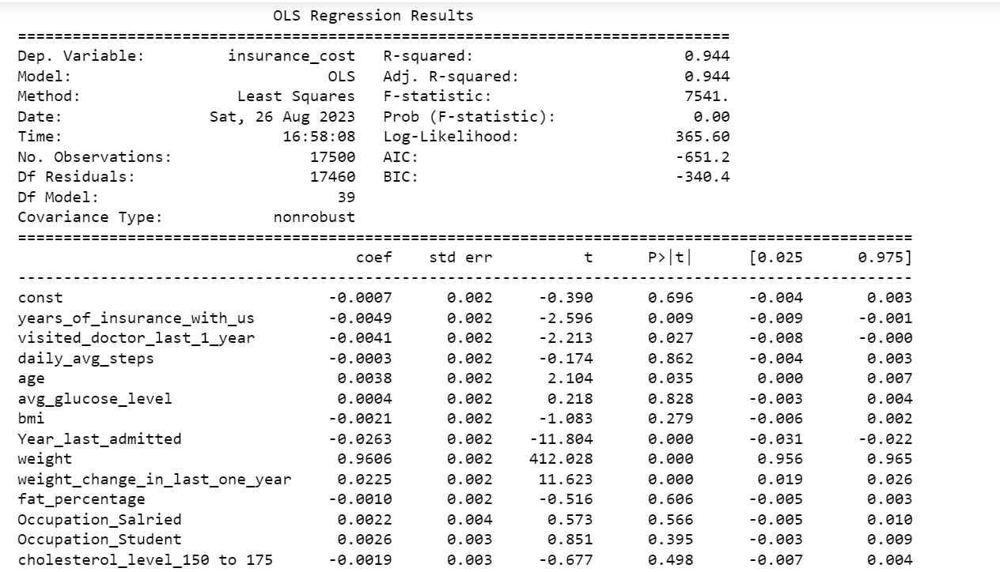 OLS Regression Results
==============================================================================
Dep. Variable: insurance_cost R-squared: 0.944
Model: OLS Adj. R-squared: 0.944
Method: Least Squares F-statistic: 7541.
Date: Sat, 26 Aug 2023 Prob (F-statistic): 0.00
Time: 16:58:08 Log-Likelihood: 365.60
No. Observations: 17500 AIC: -651.2
Df Residuals: 17460 BIC: -340.4
Df Model: 39
Covariance Type: nonrobust
==================================================================================================
coef std err t P>|t| [0.025 0.975]
--------------------------------------------------------------------------------------------------
const -0.0007 0.002 -0.390 0.696 -0.004 0.003
years_of_insurance_with_us -0.0049 0.002 -2.596 0.009 -0.009 -0.001
visited_doctor_last_1_year -0.0041 0.002 -2.213 0.027 -0.008 -0.000
daily_avg_steps -0.0003 0.002 -0.174 0.862 -0.004 0.003
age 0.0038 0.002 2.104 0.035 0.000 0.007
avg_glucose_level 0.0004 0.002 0.218 0.828 -0.003 0.004
bmi -0.0021 0.002 -1.083 0.279 -0.006 0.002
Year_last_admitted -0.0263 0.002 -11.804 0.000 -0.031 -0.022
weight 0.9606 0.002 412.028 0.000 0.956 0.965
weight_change_in_last_one_year 0.0225 0.002 11.623 0.000 0.019 0.026
fat_percentage -0.0010 0.002 -0.516 0.606 -0.005 0.003
Occupation_Salried 0.0022 0.004 0.573 0.566 -0.005 0.010
Occupation_Student 0.0026 0.003 0.851 0.395 -0.003 0.009
cholesterol_level_150 to 175 -0.0019 0.003 -0.677 0.498 -0.007 0.004